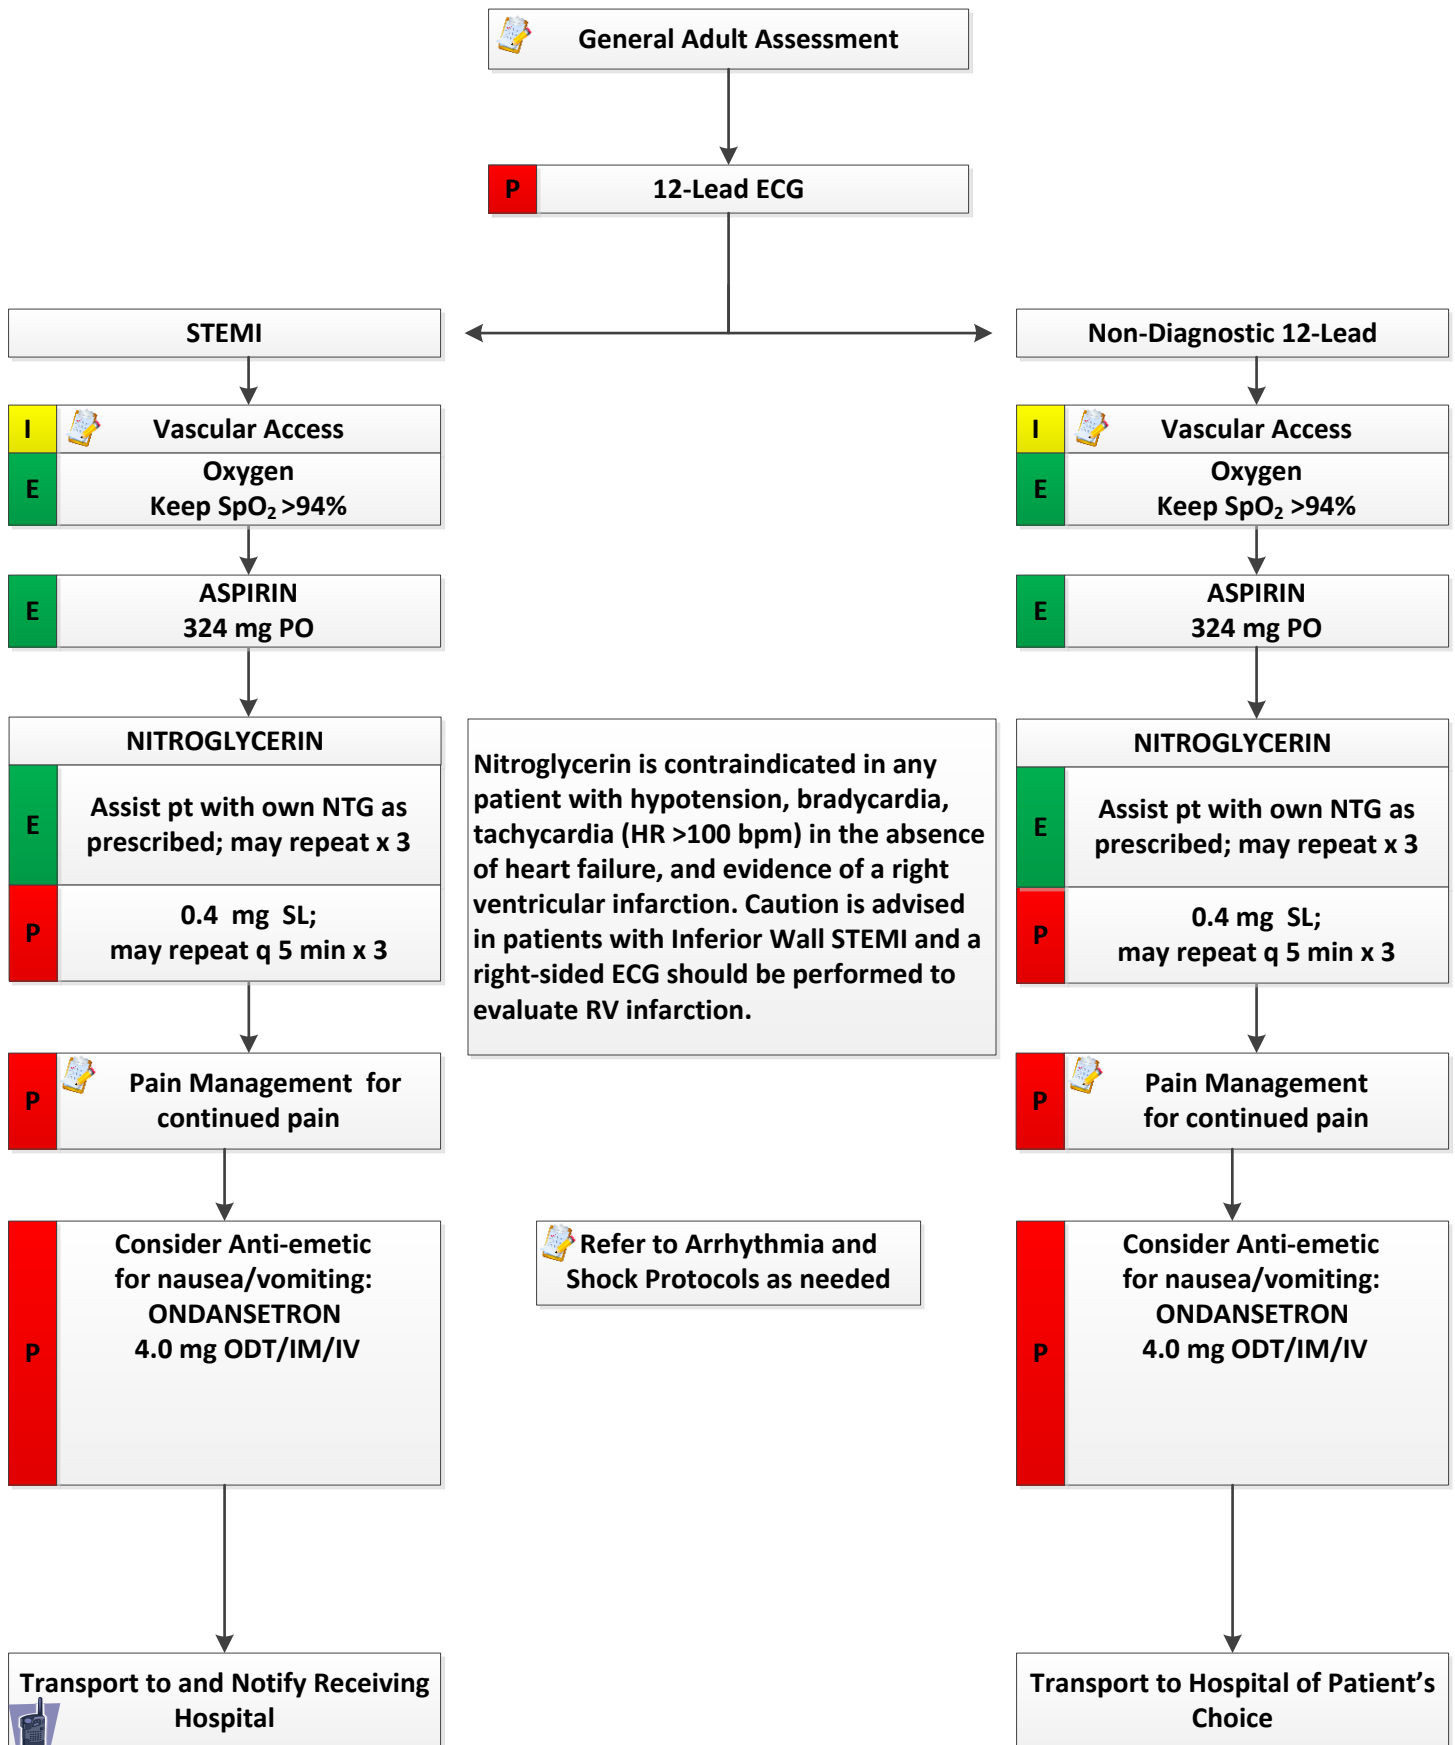 General Adult Assessment
P
12-Lead ECG
STEMI
I
Vascular Access
E
Oxygen
Keep SpO₂ >94%
E
ASPIRIN
324 mg PO
NITROGLYCERIN
E
Assist pt with own NTG as
prescribed; may repeat x 3
P
0.4 mg SL;
may repeat q 5 min x 3
P
Pain Management for
continued pain
P
Consider Anti-emetic
for nausea/vomiting:
ONDANSETRON
4.0 mg ODT/IM/IV
Transport to and Notify Receiving
Hospital
Nitroglycerin is contraindicated in any
patient with hypotension, bradycardia,
tachycardia (HR >100 bpm) in the absence
of heart failure, and evidence of a right
ventricular infarction. Caution is advised
in patients with Inferior Wall STEMI and a
right-sided ECG should be performed to
evaluate RV infarction.
Refer to Arrhythmia and
Shock Protocols as needed
Non-Diagnostic 12-Lead
I
Vascular Access
E
Oxygen
Keep SpO₂ >94%
E
ASPIRIN
324 mg PO
NITROGLYCERIN
E
Assist pt with own NTG as
prescribed; may repeat x 3
P
0.4 mg SL;
may repeat q 5 min x 3
P
Pain Management
for continued pain
P
Consider Anti-emetic
for nausea/vomiting:
ONDANSETRON
4.0 mg ODT/IM/IV
Transport to Hospital of Patient's
Choice